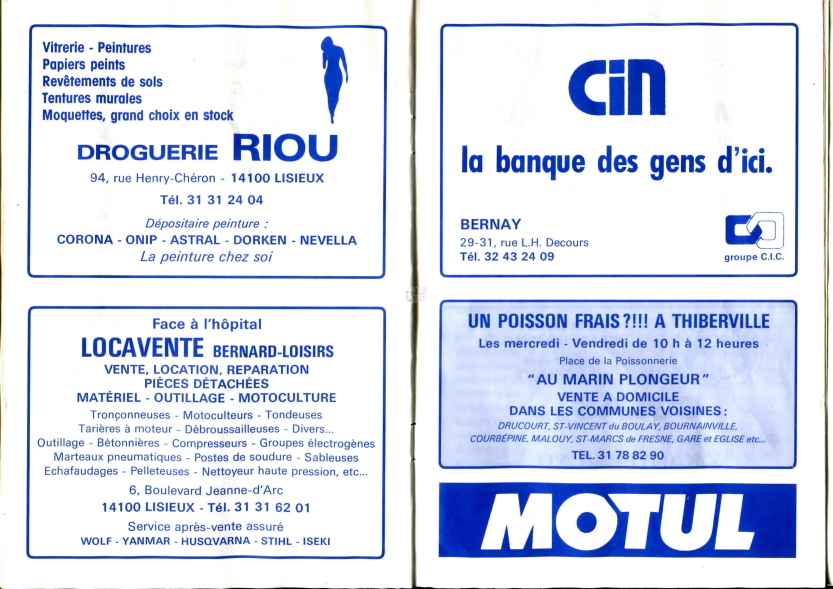 Vitrerie - Peintures
Papiers peints
Revêtements de sols
Tentures murales
Moquettes, grand choix en stock
DROGUERIE RIOU
94, rue Henry-Chéron - 14100 LISIEUX
Tél. 31 31 24 04
Dépositaire peinture :
CORONA - ONIP - ASTRAL - DORKEN - NEVELLA
La peinture chez soi
Face à l'hôpital
LOCAVENTE BERNARD-LOISIRS
VENTE, LOCATION, REPARATION
PIÈCES DÉTACHÉES
MATÉRIEL - OUTILLAGE - MOTOCULTURE
Tronçonneuses - Motoculteurs - Tondeuses
Tarières à moteur - Débroussailleuses - Divers...
Outillage - Bétonnières - Compresseurs - Groupes électrogènes
Marteaux pneumatiques - Postes de soudure - Sableuses
Echafaudages - Pelleteuses - Nettoyeur haute pression, etc...
6, Boulevard Jeanne-d'Arc
14100 LISIEUX - Tél. 31 31 62 01
Service après-vente assuré
WOLF - YANMAR - HUSQVARNA - STIHL - ISEKI
CIN
la banque des gens d'ici.
BERNAY
29-31, rue L.H. Decours
Tél. 32 43 24 09
groupe C.I.C.
UN POISSON FRAIS ?!!! A THIBERVILLE
Les mercredi - Vendredi de 10 h à 12 heures
Place de la Poissonnerie
"AU MARIN PLONGEUR"
VENTE A DOMICILE
DANS LES COMMUNES VOISINES :
DRUCOURT, ST-VINCENT du BOULAY, BOURNAINVILLE,
COURBÉPINE, MALOUY, ST-MARCS de FRESNE, GARE et EGLISE etc...
TEL. 31 78 82 90
MOTUL